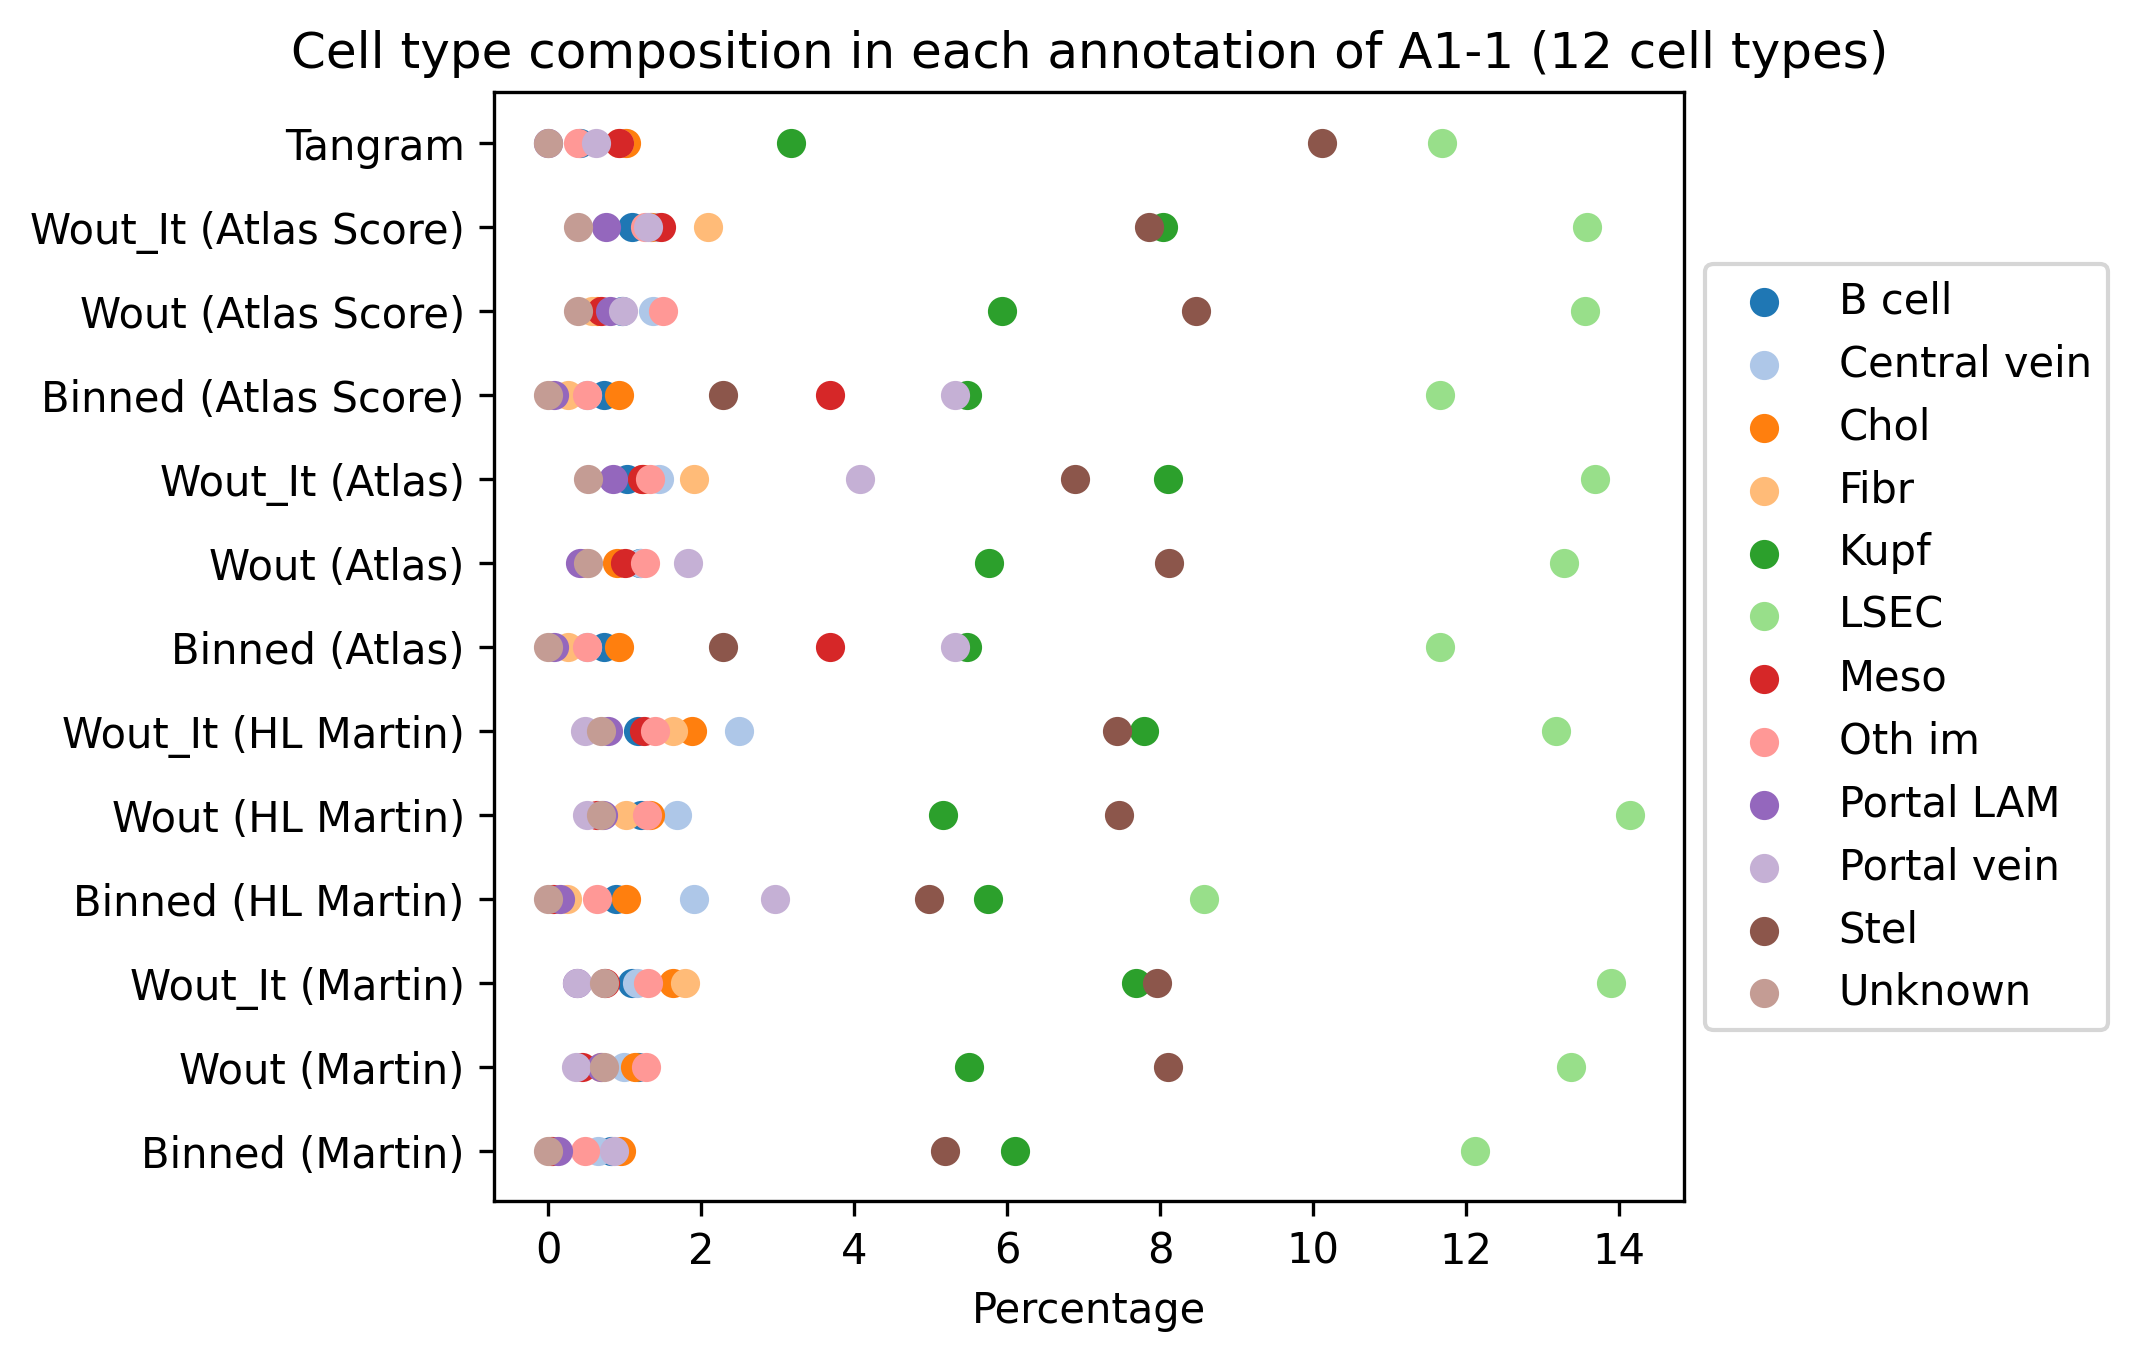 Cell type composition in each annotation of A1-1 (12 cell types)
Tangram
Wout_It (Atlas Score)
Wout (Atlas Score)
Binned (Atlas Score)
Wout_It (Atlas)
Wout (Atlas)
Binned (Atlas)
Wout_It (HL Martin)
Wout (HL Martin)
Binned (HL Martin)
Wout_It (Martin)
Wout (Martin)
Binned (Martin)
0 2 4 6 8 10 12 14
Percentage
B cell
Central vein
Chol
Fibr
Kupf
LSEC
Meso
Oth im
Portal LAM
Portal vein
Stel
Unknown